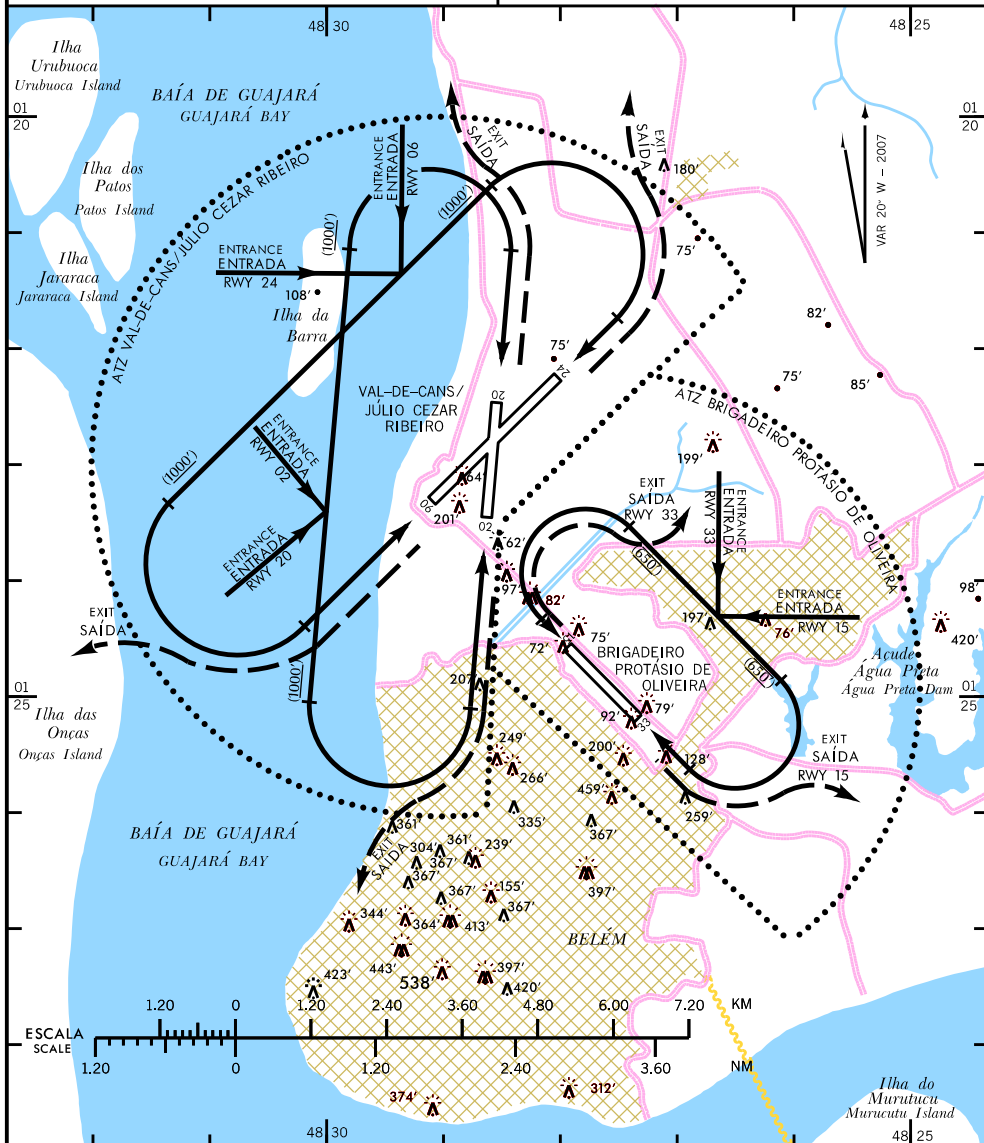 48 30
48 25
Ilha
Urubuoca
Urubuoca Island
BAÍA DE GUAJARÁ
GUAJARÁ BAY
01
20
01
20
EXIT
SAÍDA
EXIT
SAÍDA
180'
VAR 20° W – 2007
Ilha dos
Patos
Patos Island
ATZ VAL-DE-CANS/JÚLIO CEZAR RIBEIRO
ENTRANCE
ENTRADA
RWY 06
(1000')
(1000')
75'
Ilha
Jararaca
Jararaca Island
ENTRANCE
ENTRADA
RWY 24
108'
Ilha da
Barra
82'
75'
24
75'
85'
VAL-DE-CANS/
JÚLIO CEZAR
RIBEIRO
20
ATZ BRIGADEIRO PROTÁSIO DE OLIVEIRA
ENTRANCE
ENTRADA
RWY 02
(1000')
199'
64'
06
201'
20
EXIT
SAÍDA
RWY 33
ENTRANCE
ENTRADA
RWY 33
62'
ENTRANCE
ENTRADA
RWY 20
(650')
97'
82'
98'
ENTRANCE
ENTRADA
RWY 15
EXIT
SAÍDA
197'
76'
420'
75'
72'
BRIGADEIRO
PROTÁSIO DE
OLIVEIRA
Açude
Água Preta
Água Preta Dam
(1000')
207'
(650')
01
25
01
25
Ilha das
Onças
Onças Island
79'
92'
33
EXIT
SAÍDA
RWY 15
249'
266'
200'
128'
459'
259'
335'
367'
BAÍA DE GUAJARÁ
GUAJARÁ BAY
361'
EXIT
SAÍDA
304'
361'
239'
367'
367'
397'
367'
155'
367'
344'
364'
413'
BELÉM
443'
538'
397'
423'
420'
1.20 0 1.20 2.40 3.60 4.80 6.00 7.20 KM
ESCALA
SCALE
1.20 0 1.20 2.40 3.60 NM
374'
312'
Ilha do
Murutucu
Murucutu Island
48 30
48 25